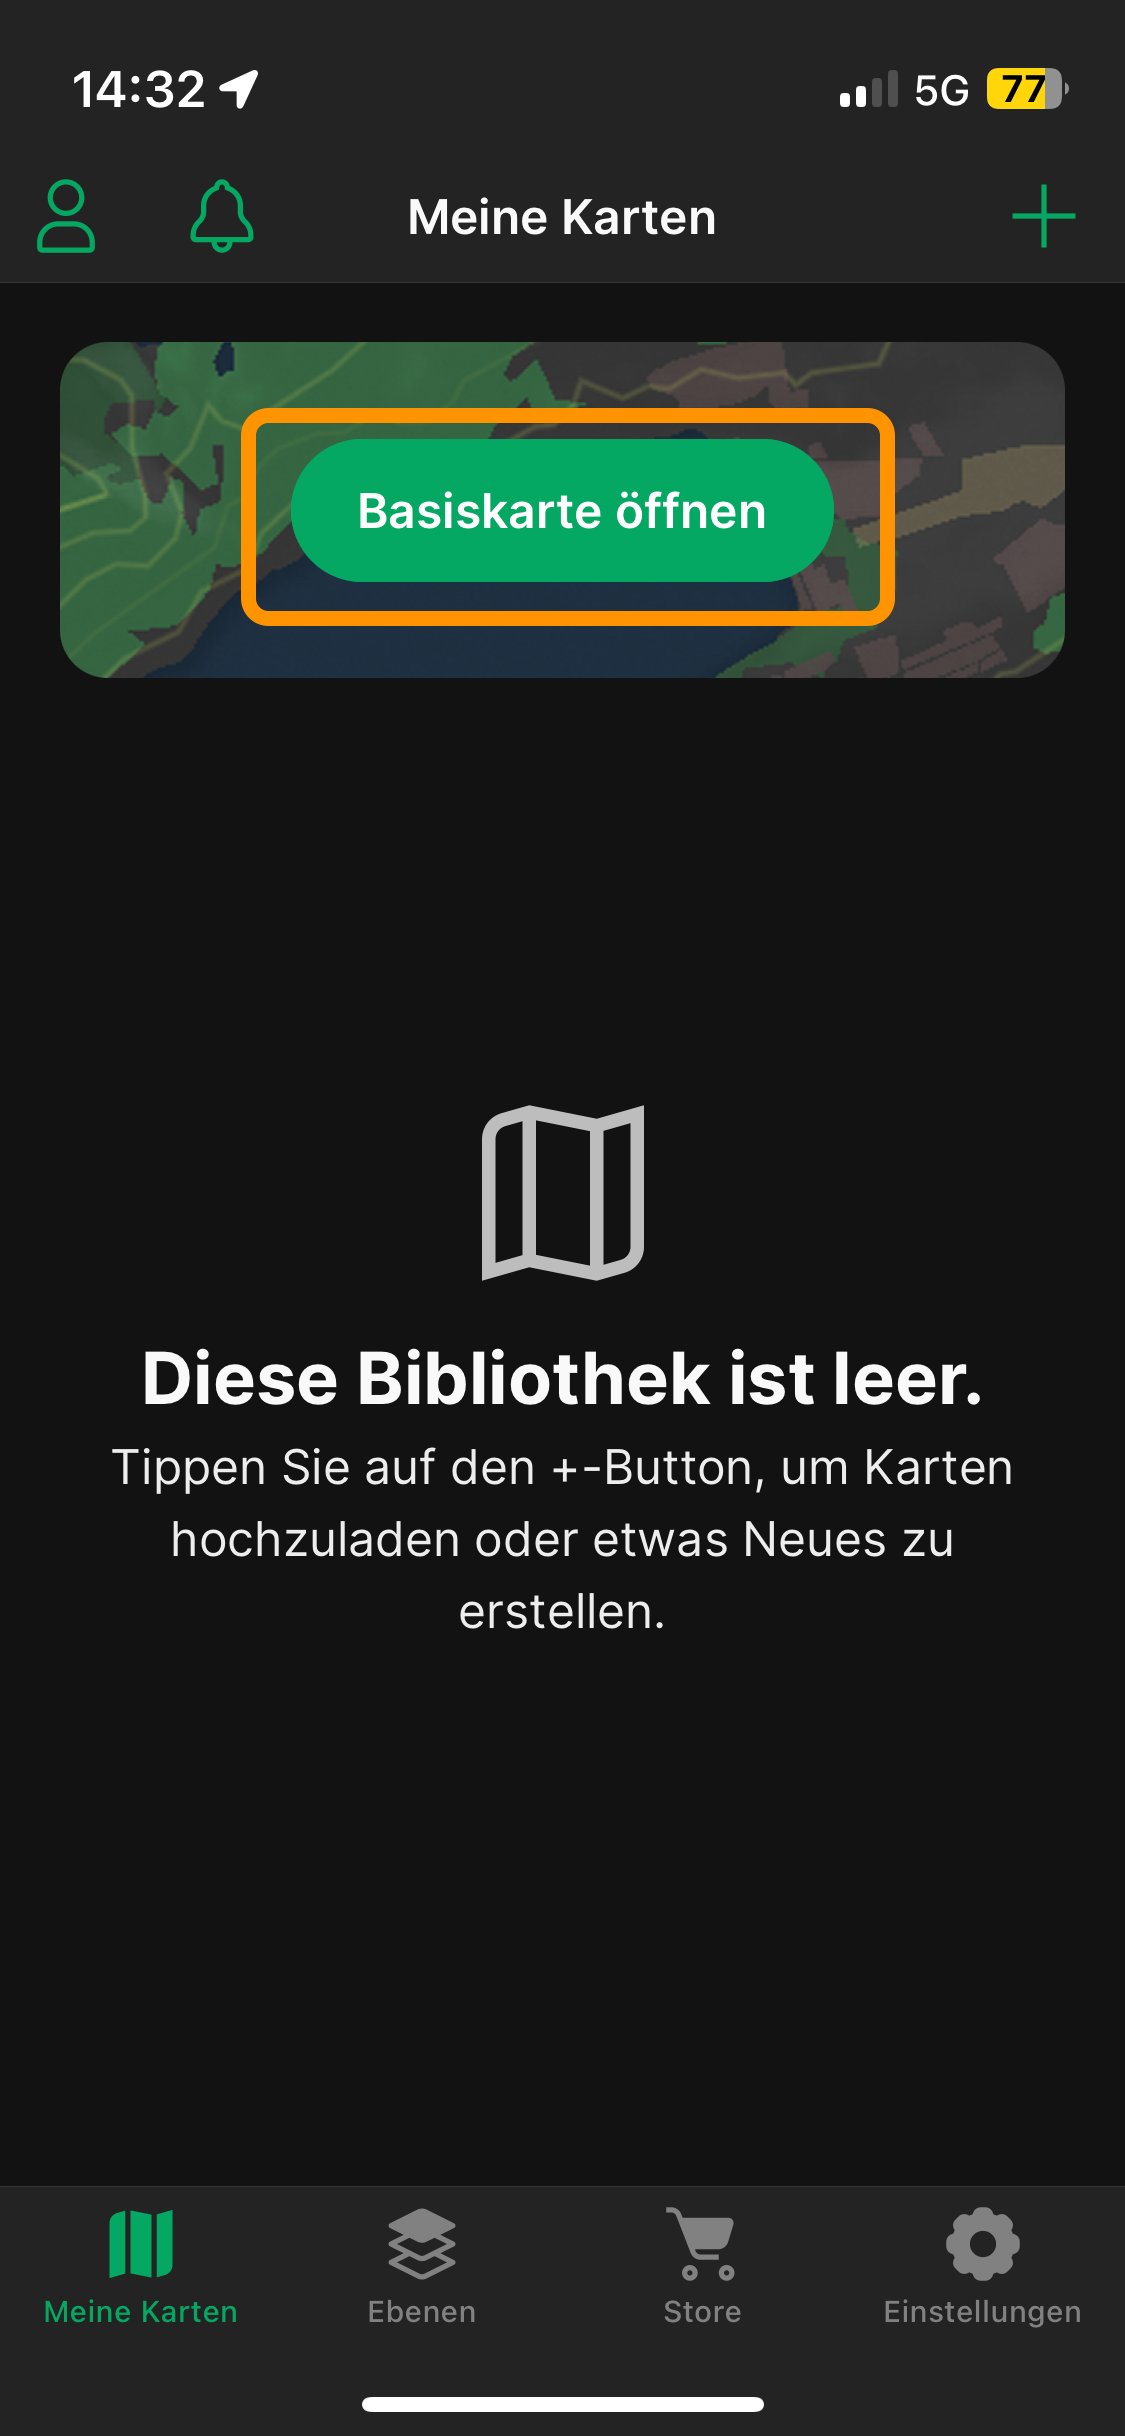 14:32 5G 77
Meine Karten
Basiskarte öffnen
Diese Bibliothek ist leer.
Tippen Sie auf den +-Button, um Karten
hochzuladen oder etwas Neues zu
erstellen.
Meine Karten Ebenen Store Einstellungen